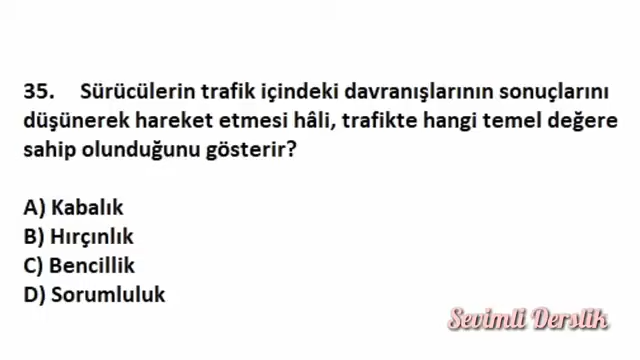 35. Sürücülerin trafik içindeki davranışlarının sonuçlarını
düşünerek hareket etmesi hâli, trafikte hangi temel değere
sahip olunduğunu gösterir?
A) Kabalık
B) Hırçınlık
C) Bencillik
D) Sorumluluk
Sevimli Derslik